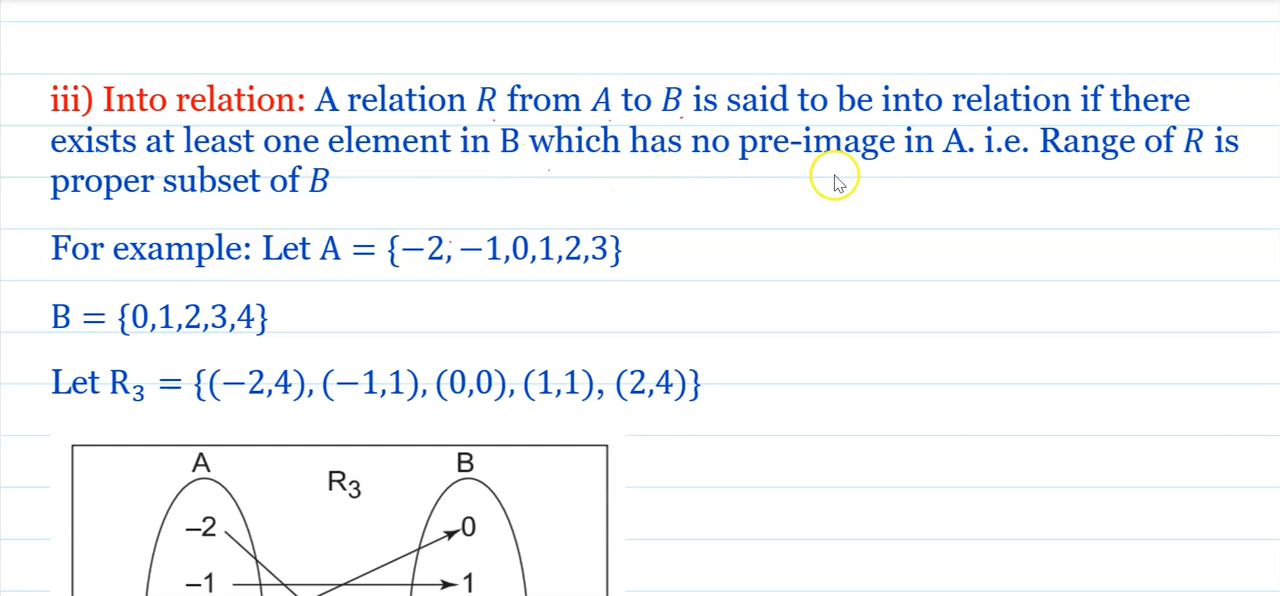 iii) Into relation: A relation R from A to B is said to be into relation if there
exists at least one element in B which has no pre-image in A. i.e. Range of R is
proper subset of B
For example: Let A = {−2, −1,0,1,2,3}
B = {0,1,2,3,4}
Let R₃ = {(−2,4), (−1,1), (0,0), (1,1), (2,4)}
A B
R₃
–2 0
–1 1